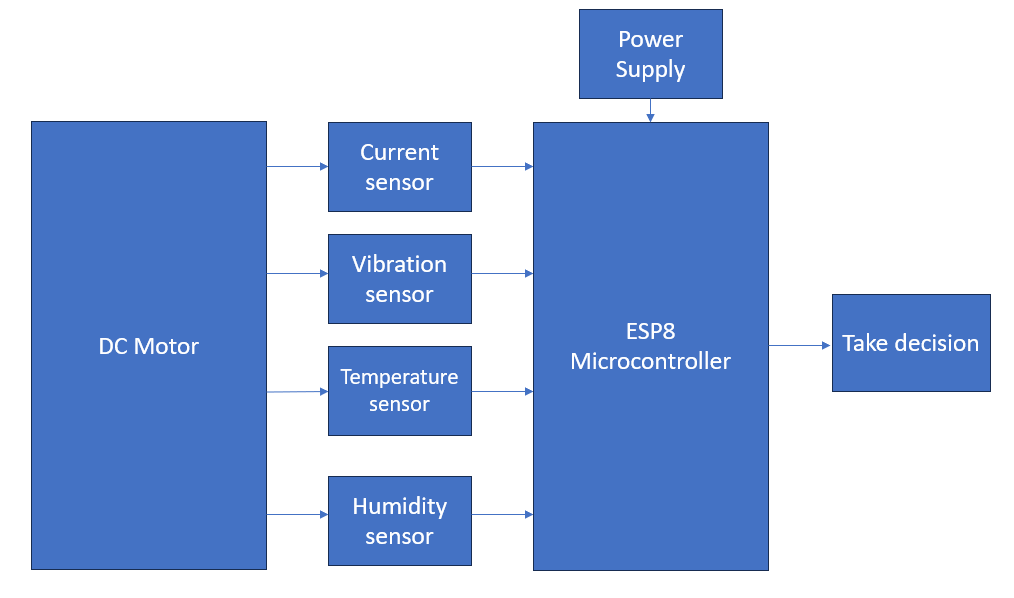 Power
Supply
DC Motor
Current
sensor
Vibration
sensor
Temperature
sensor
Humidity
sensor
ESP8
Microcontroller
Take decision